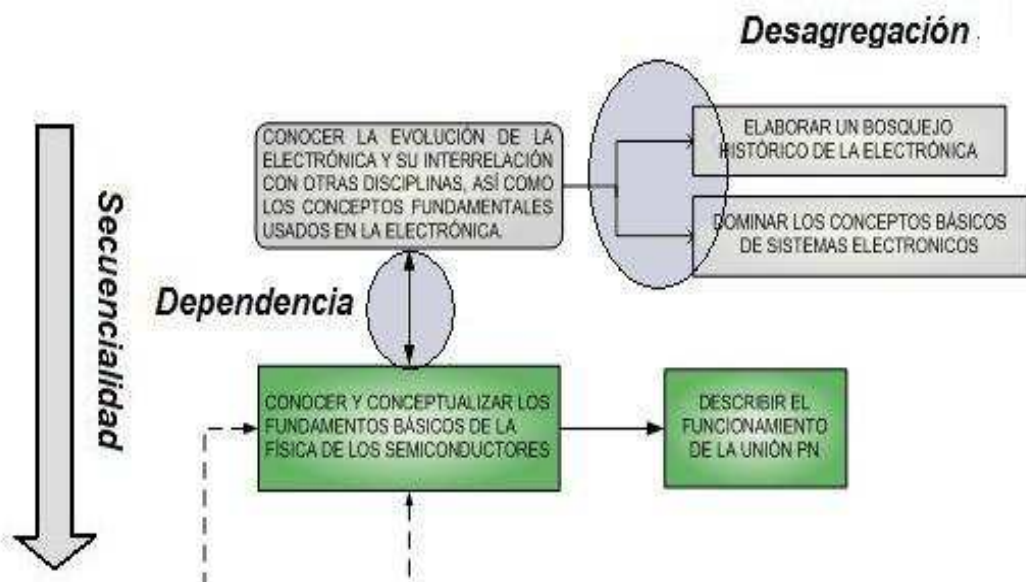 Desagregación
CONOCER LA EVOLUCIÓN DE LA
ELECTRÓNICA Y SU INTERRELACIÓN
CON OTRAS DISCIPLINAS, ASÍ COMO
LOS CONCEPTOS FUNDAMENTALES
USADOS EN LA ELECTRÓNICA.
ELABORAR UN BOSQUEJO
HISTÓRICO DE LA ELECTRÓNICA
DOMINAR LOS CONCEPTOS BÁSICOS
DE SISTEMAS ELECTRONICOS
Secuencialidad
Dependencia
CONOCER Y CONCEPTUALIZAR LOS
FUNDAMENTOS BÁSICOS DE LA
FÍSICA DE LOS SEMICONDUCTORES
DESCRIBIR EL
FUNCIONAMIENTO
DE LA UNIÓN PN